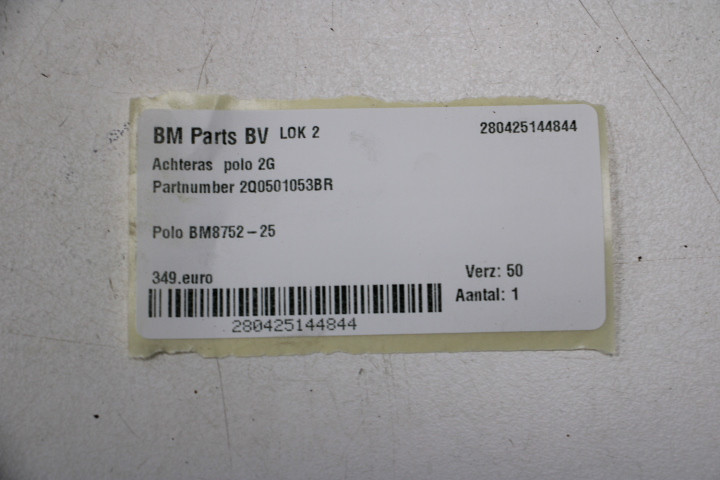 BM Parts BV LOK 2 280425144844
Achteras polo 2G
Partnumber 2Q0501053BR
Polo BM8752-25
349.euro Verz: 50
Aantal: 1
280425144844